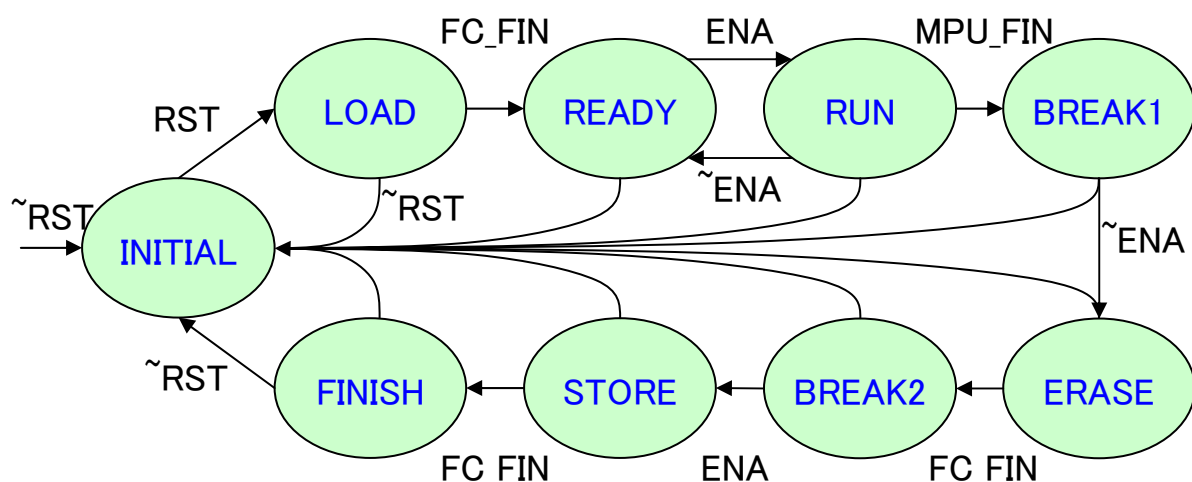 FC_FIN ENA MPU_FIN
RST LOAD READY RUN BREAK1
~RST ~ENA
~RST INITIAL ~ENA
~RST FINISH STORE BREAK2 ERASE
FC FIN ENA FC FIN